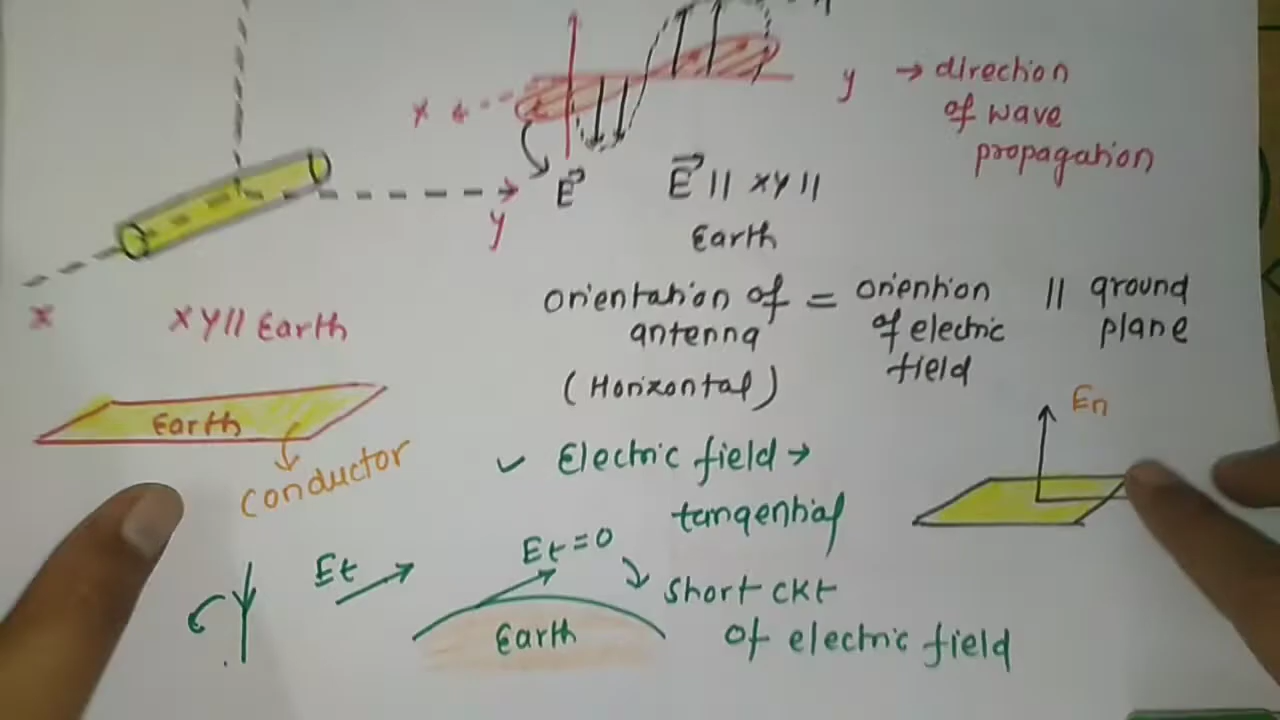 x
y → direction
of wave
propagation
E⃗
E⃗ || xy ||
Earth
y
x
xy || Earth
orientation of = oriention || ground
antenna of electric plane
field
(Horizontal)
Earth
conductor
En
✓ Electric field →
tangential
Et
Et = 0
Short ckt
of electric field
Earth